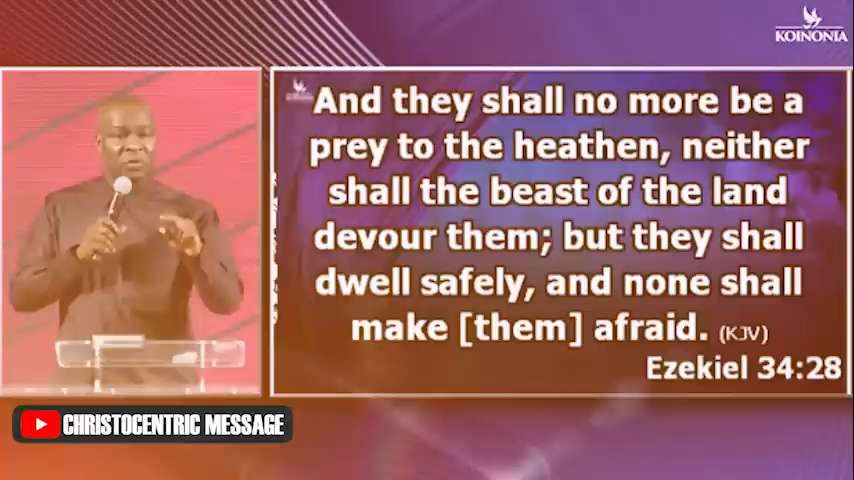 KOINONIA
And they shall no more be a
prey to the heathen, neither
shall the beast of the land
devour them; but they shall
dwell safely, and none shall
make [them] afraid. (KJV)
Ezekiel 34:28
CHRISTOCENTRIC MESSAGE